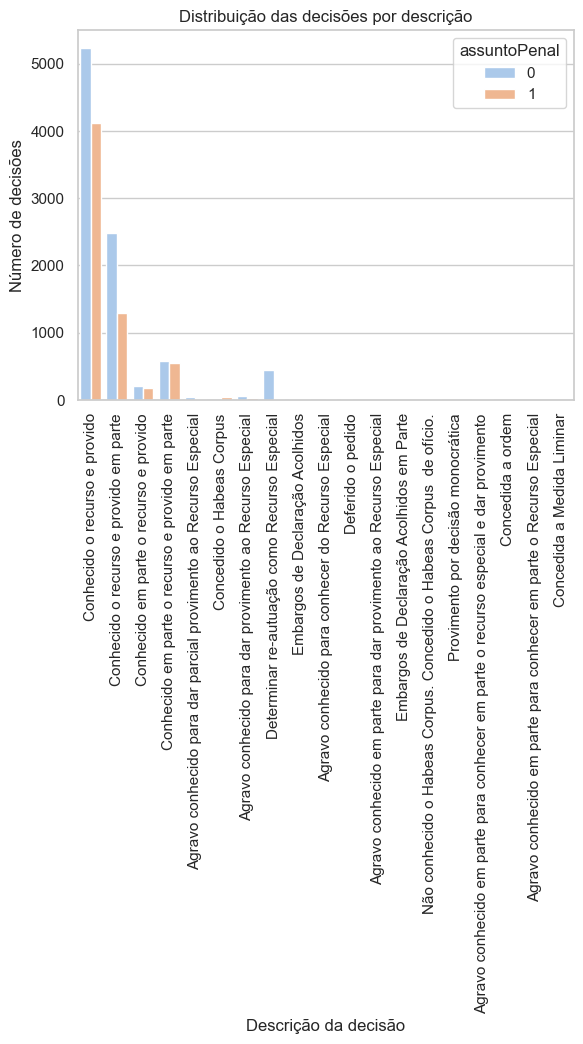 Distribuição das decisões por descrição
assuntoPenal
0
1
Número de decisões
5000
4000
3000
2000
1000
0
Conhecido o recurso e provido
Conhecido o recurso e provido em parte
Conhecido em parte o recurso e provido
Conhecido em parte o recurso e provido em parte
Agravo conhecido para dar parcial provimento ao Recurso Especial
Concedido o Habeas Corpus
Agravo conhecido para dar provimento ao Recurso Especial
Determinar re-autuação como Recurso Especial
Embargos de Declaração Acolhidos
Agravo conhecido para conhecer do Recurso Especial
Deferido o pedido
Agravo conhecido em parte para dar provimento ao Recurso Especial
Embargos de Declaração Acolhidos em Parte
Não conhecido o Habeas Corpus. Concedido o Habeas Corpus  de ofício.
Provimento por decisão monocrática
Agravo conhecido em parte para conhecer em parte o recurso especial e dar provimento
Concedida a ordem
Agravo conhecido em parte para conhecer em parte o Recurso Especial
Concedida a Medida Liminar
Descrição da decisão